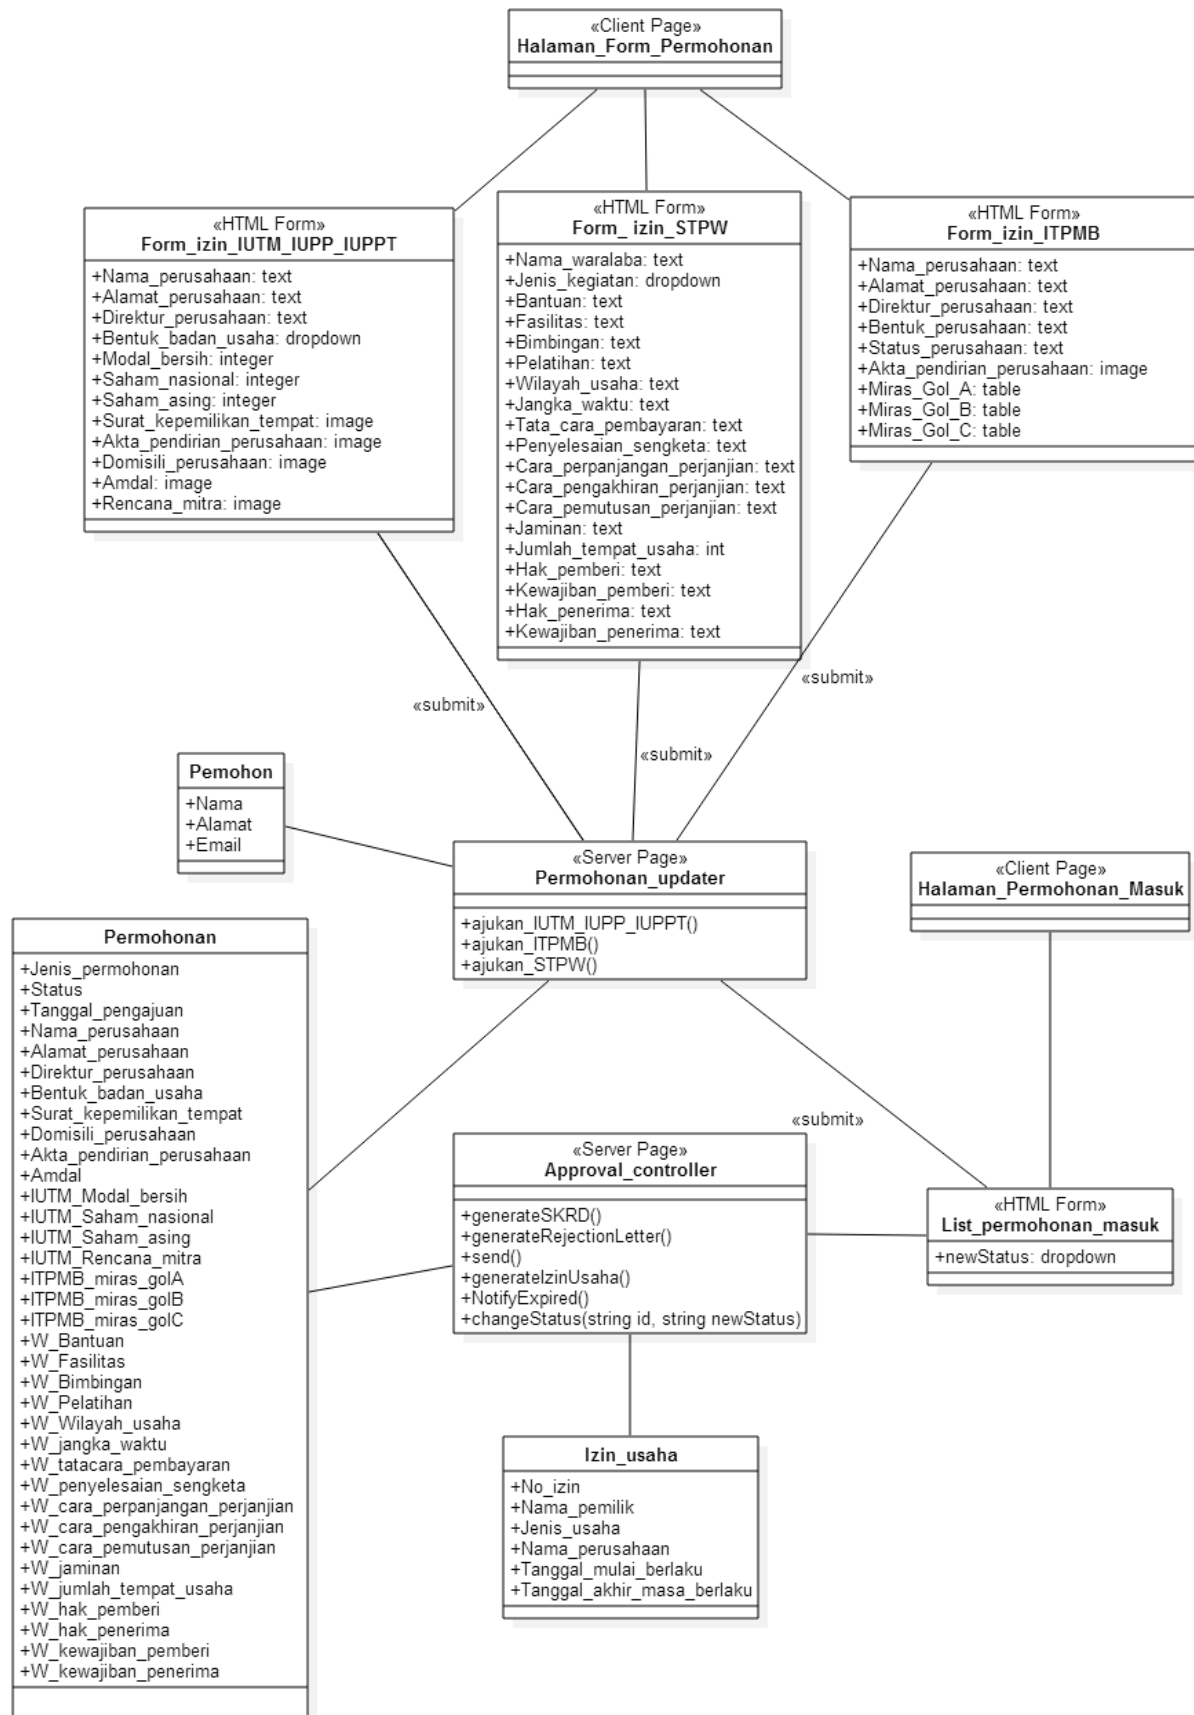 «Client Page»
Halaman_Form_Permohonan
«HTML Form»
Form_izin_IUTM_IUPP_IUPPT
+Nama_perusahaan: text
+Alamat_perusahaan: text
+Direktur_perusahaan: text
+Bentuk_badan_usaha: dropdown
+Modal_bersih: integer
+Saham_nasional: integer
+Saham_asing: integer
+Surat_kepemilikan_tempat: image
+Akta_pendirian_perusahaan: image
+Domisili_perusahaan: image
+Amdal: image
+Rencana_mitra: image
«HTML Form»
Form_ izin_STPW
+Nama_waralaba: text
+Jenis_kegiatan: dropdown
+Bantuan: text
+Fasilitas: text
+Bimbingan: text
+Pelatihan: text
+Wilayah_usaha: text
+Jangka_waktu: text
+Tata_cara_pembayaran: text
+Penyelesaian_sengketa: text
+Cara_perpanjangan_perjanjian: text
+Cara_pengakhiran_perjanjian: text
+Cara_pemutusan_perjanjian: text
+Jaminan: text
+Jumlah_tempat_usaha: int
+Hak_pemberi: text
+Kewajiban_pemberi: text
+Hak_penerima: text
+Kewajiban_penerima: text
«HTML Form»
Form_izin_ITPMB
+Nama_perusahaan: text
+Alamat_perusahaan: text
+Direktur_perusahaan: text
+Bentuk_perusahaan: text
+Status_perusahaan: text
+Akta_pendirian_perusahaan: image
+Miras_Gol_A: table
+Miras_Gol_B: table
+Miras_Gol_C: table
«submit»
«submit»
«submit»
Pemohon
+Nama
+Alamat
+Email
«Server Page»
Permohonan_updater
+ajukan_IUTM_IUPP_IUPPT()
+ajukan_ITPMB()
+ajukan_STPW()
«Client Page»
Halaman_Permohonan_Masuk
Permohonan
+Jenis_permohonan
+Status
+Tanggal_pengajuan
+Nama_perusahaan
+Alamat_perusahaan
+Direktur_perusahaan
+Bentuk_badan_usaha
+Surat_kepemilikan_tempat
+Domisili_perusahaan
+Akta_pendirian_perusahaan
+Amdal
+IUTM_Modal_bersih
+IUTM_Saham_nasional
+IUTM_Saham_asing
+IUTM_Rencana_mitra
+ITPMB_miras_golA
+ITPMB_miras_golB
+ITPMB_miras_golC
+W_Bantuan
+W_Fasilitas
+W_Bimbingan
+W_Pelatihan
+W_Wilayah_usaha
+W_jangka_waktu
+W_tatacara_pembayaran
+W_penyelesaian_sengketa
+W_cara_perpanjangan_perjanjian
+W_cara_pengakhiran_perjanjian
+W_cara_pemutusan_perjanjian
+W_jaminan
+W_jumlah_tempat_usaha
+W_hak_pemberi
+W_hak_penerima
+W_kewajiban_pemberi
+W_kewajiban_penerima
«submit»
«Server Page»
Approval_controller
+generateSKRD()
+generateRejectionLetter()
+send()
+generateIzinUsaha()
+NotifyExpired()
+changeStatus(string id, string newStatus)
«HTML Form»
List_permohonan_masuk
+newStatus: dropdown
Izin_usaha
+No_izin
+Nama_pemilik
+Jenis_usaha
+Nama_perusahaan
+Tanggal_mulai_berlaku
+Tanggal_akhir_masa_berlaku